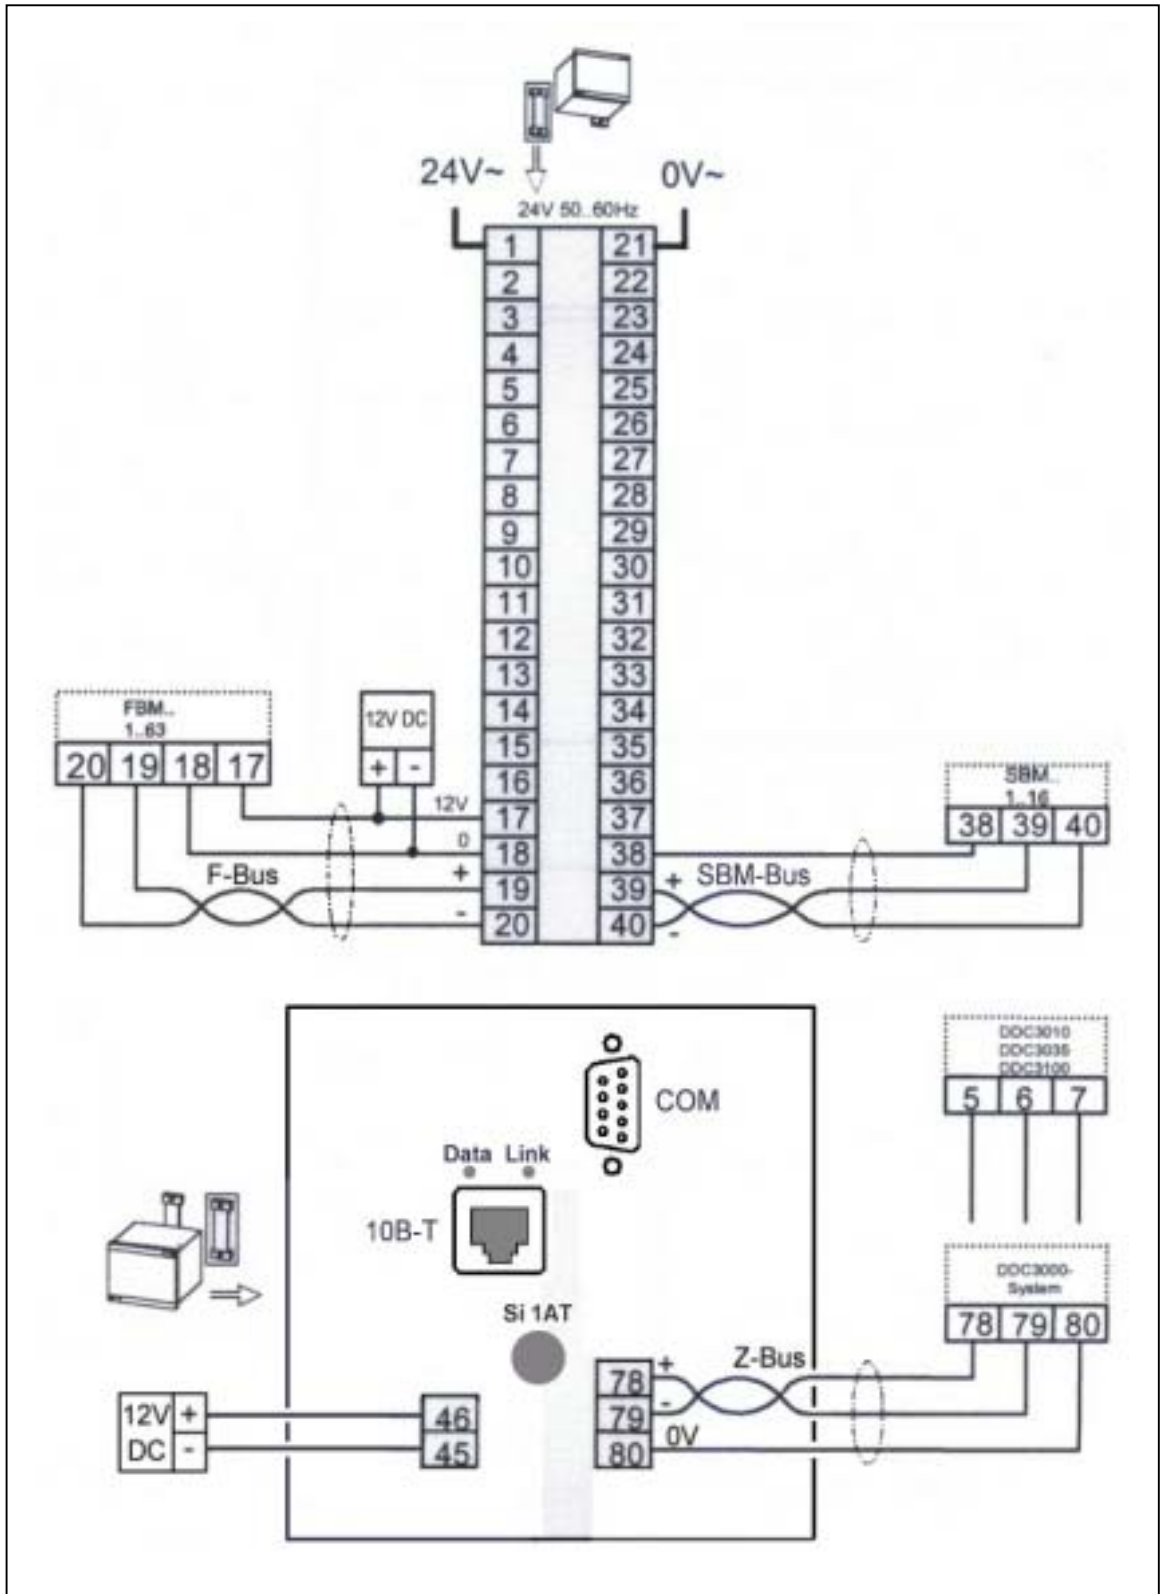 24V~ 0V~
24V 50..60Hz
1 21
2 22
3 23
4 24
5 25
6 26
7 27
8 28
9 29
10 30
11 31
12 32
13 33
14 34
15 35
16 36
17 37
18 38
19 39
20 40
FBM..
1..63
20 19 18 17
12V DC
+ -
12V
0
+
-
F-Bus
SBM..
1..16
38 39 40
+ SBM-Bus
-
COM
Data Link
10B-T
Si 1AT
DDC3010
DDC3035
DDC3100
5 6 7
DDC3000-
System
78 79 80
Z-Bus
+
-
0V
78
79
80
12V +
DC -
46
45